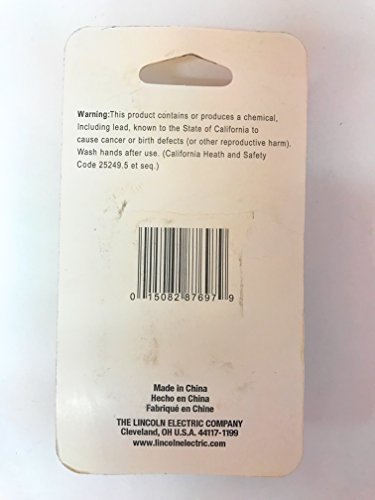 Warning:This product contains or produces a chemical,
Including lead, known to the State of California to
cause cancer or birth defects (or other reproductive harm).
Wash hands after use. (California Heath and Safety
Code 25249.5 et seq.)
0 15082 87697 9
Made in China
Hecho en China
Fabriqué en Chine
THE LINCOLN ELECTRIC COMPANY
Cleveland, OH U.S.A. 44117-1199
www.lincolnelectric.com